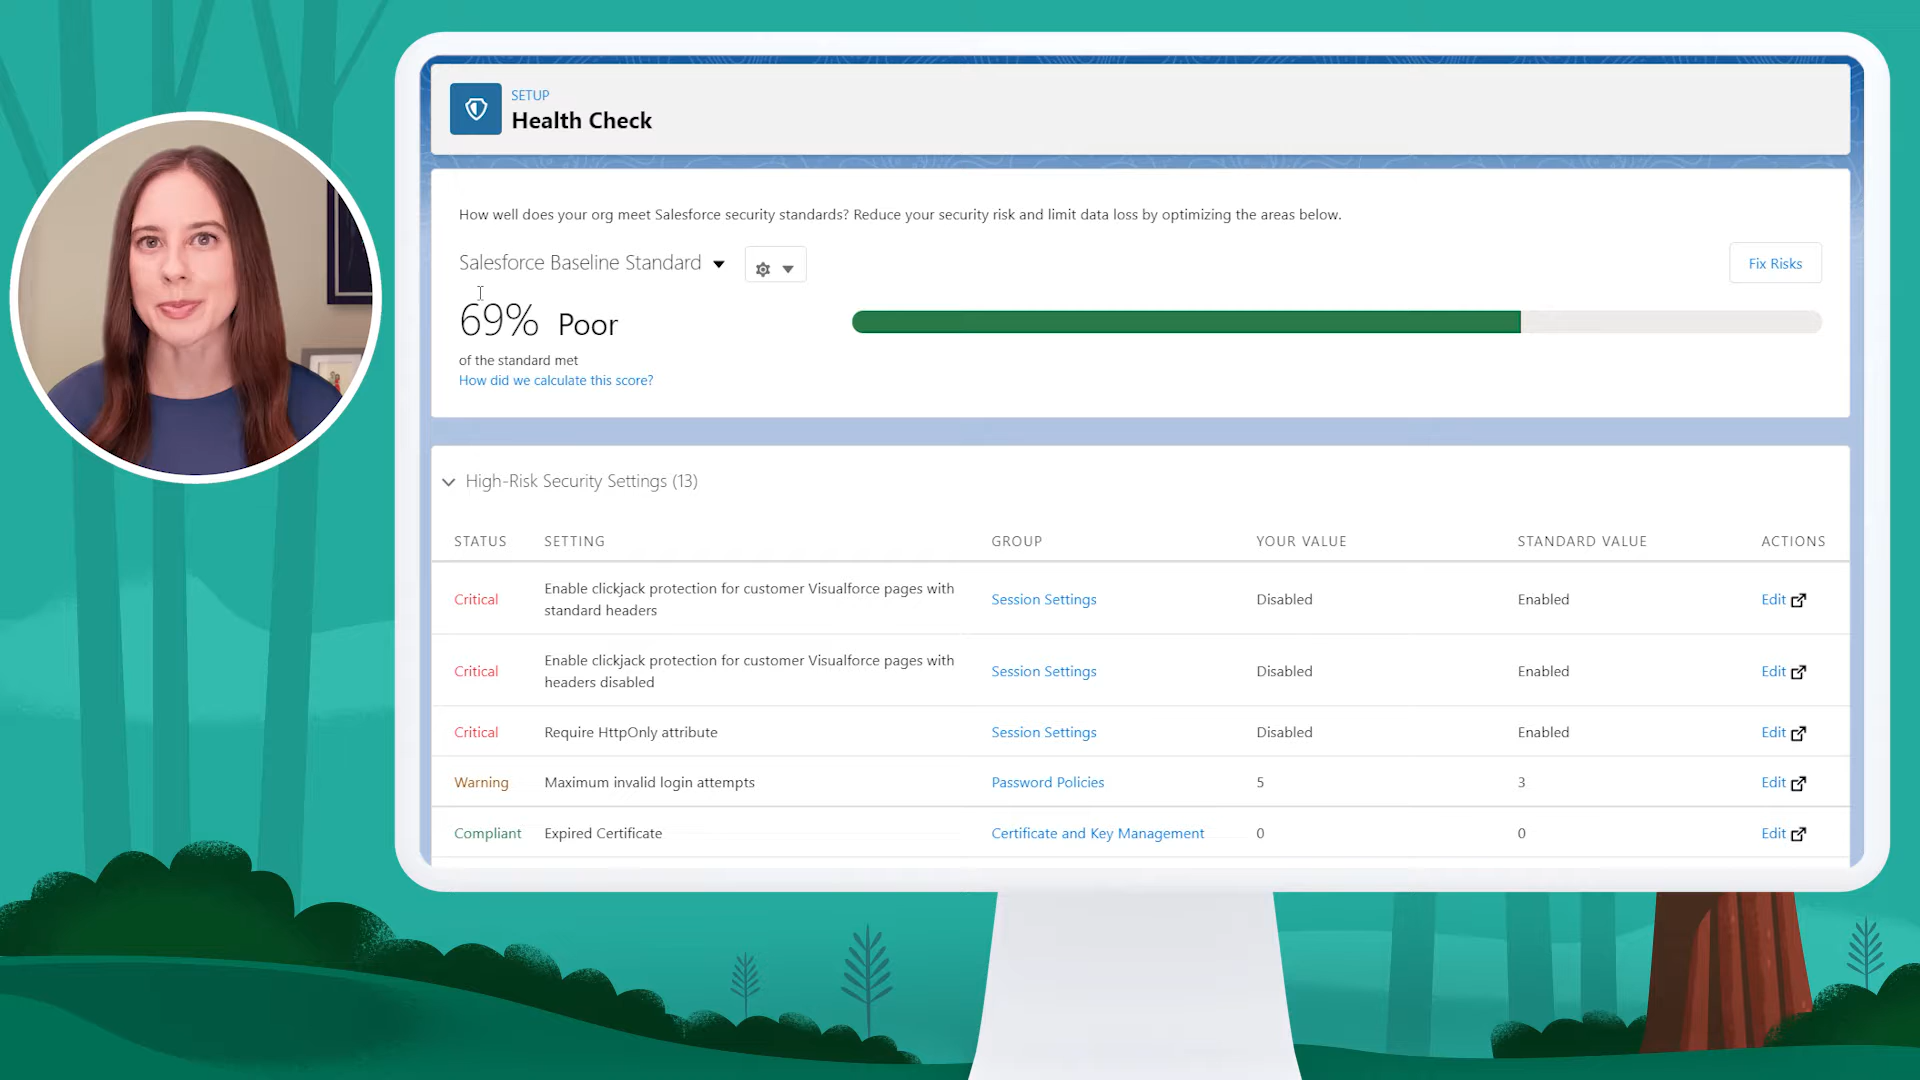 SETUP
Health Check
How well does your org meet Salesforce security standards? Reduce your security risk and limit data loss by optimizing the areas below.
Salesforce Baseline Standard
Fix Risks
69% Poor
of the standard met
How did we calculate this score?
High-Risk Security Settings (13)
STATUS SETTING GROUP YOUR VALUE STANDARD VALUE ACTIONS
Critical Enable clickjack protection for customer Visualforce pages with
standard headers Session Settings Disabled Enabled Edit
Critical Enable clickjack protection for customer Visualforce pages with
headers disabled Session Settings Disabled Enabled Edit
Critical Require HttpOnly attribute Session Settings Disabled Enabled Edit
Warning Maximum invalid login attempts Password Policies 5 3 Edit
Compliant Expired Certificate Certificate and Key Management 0 0 Edit